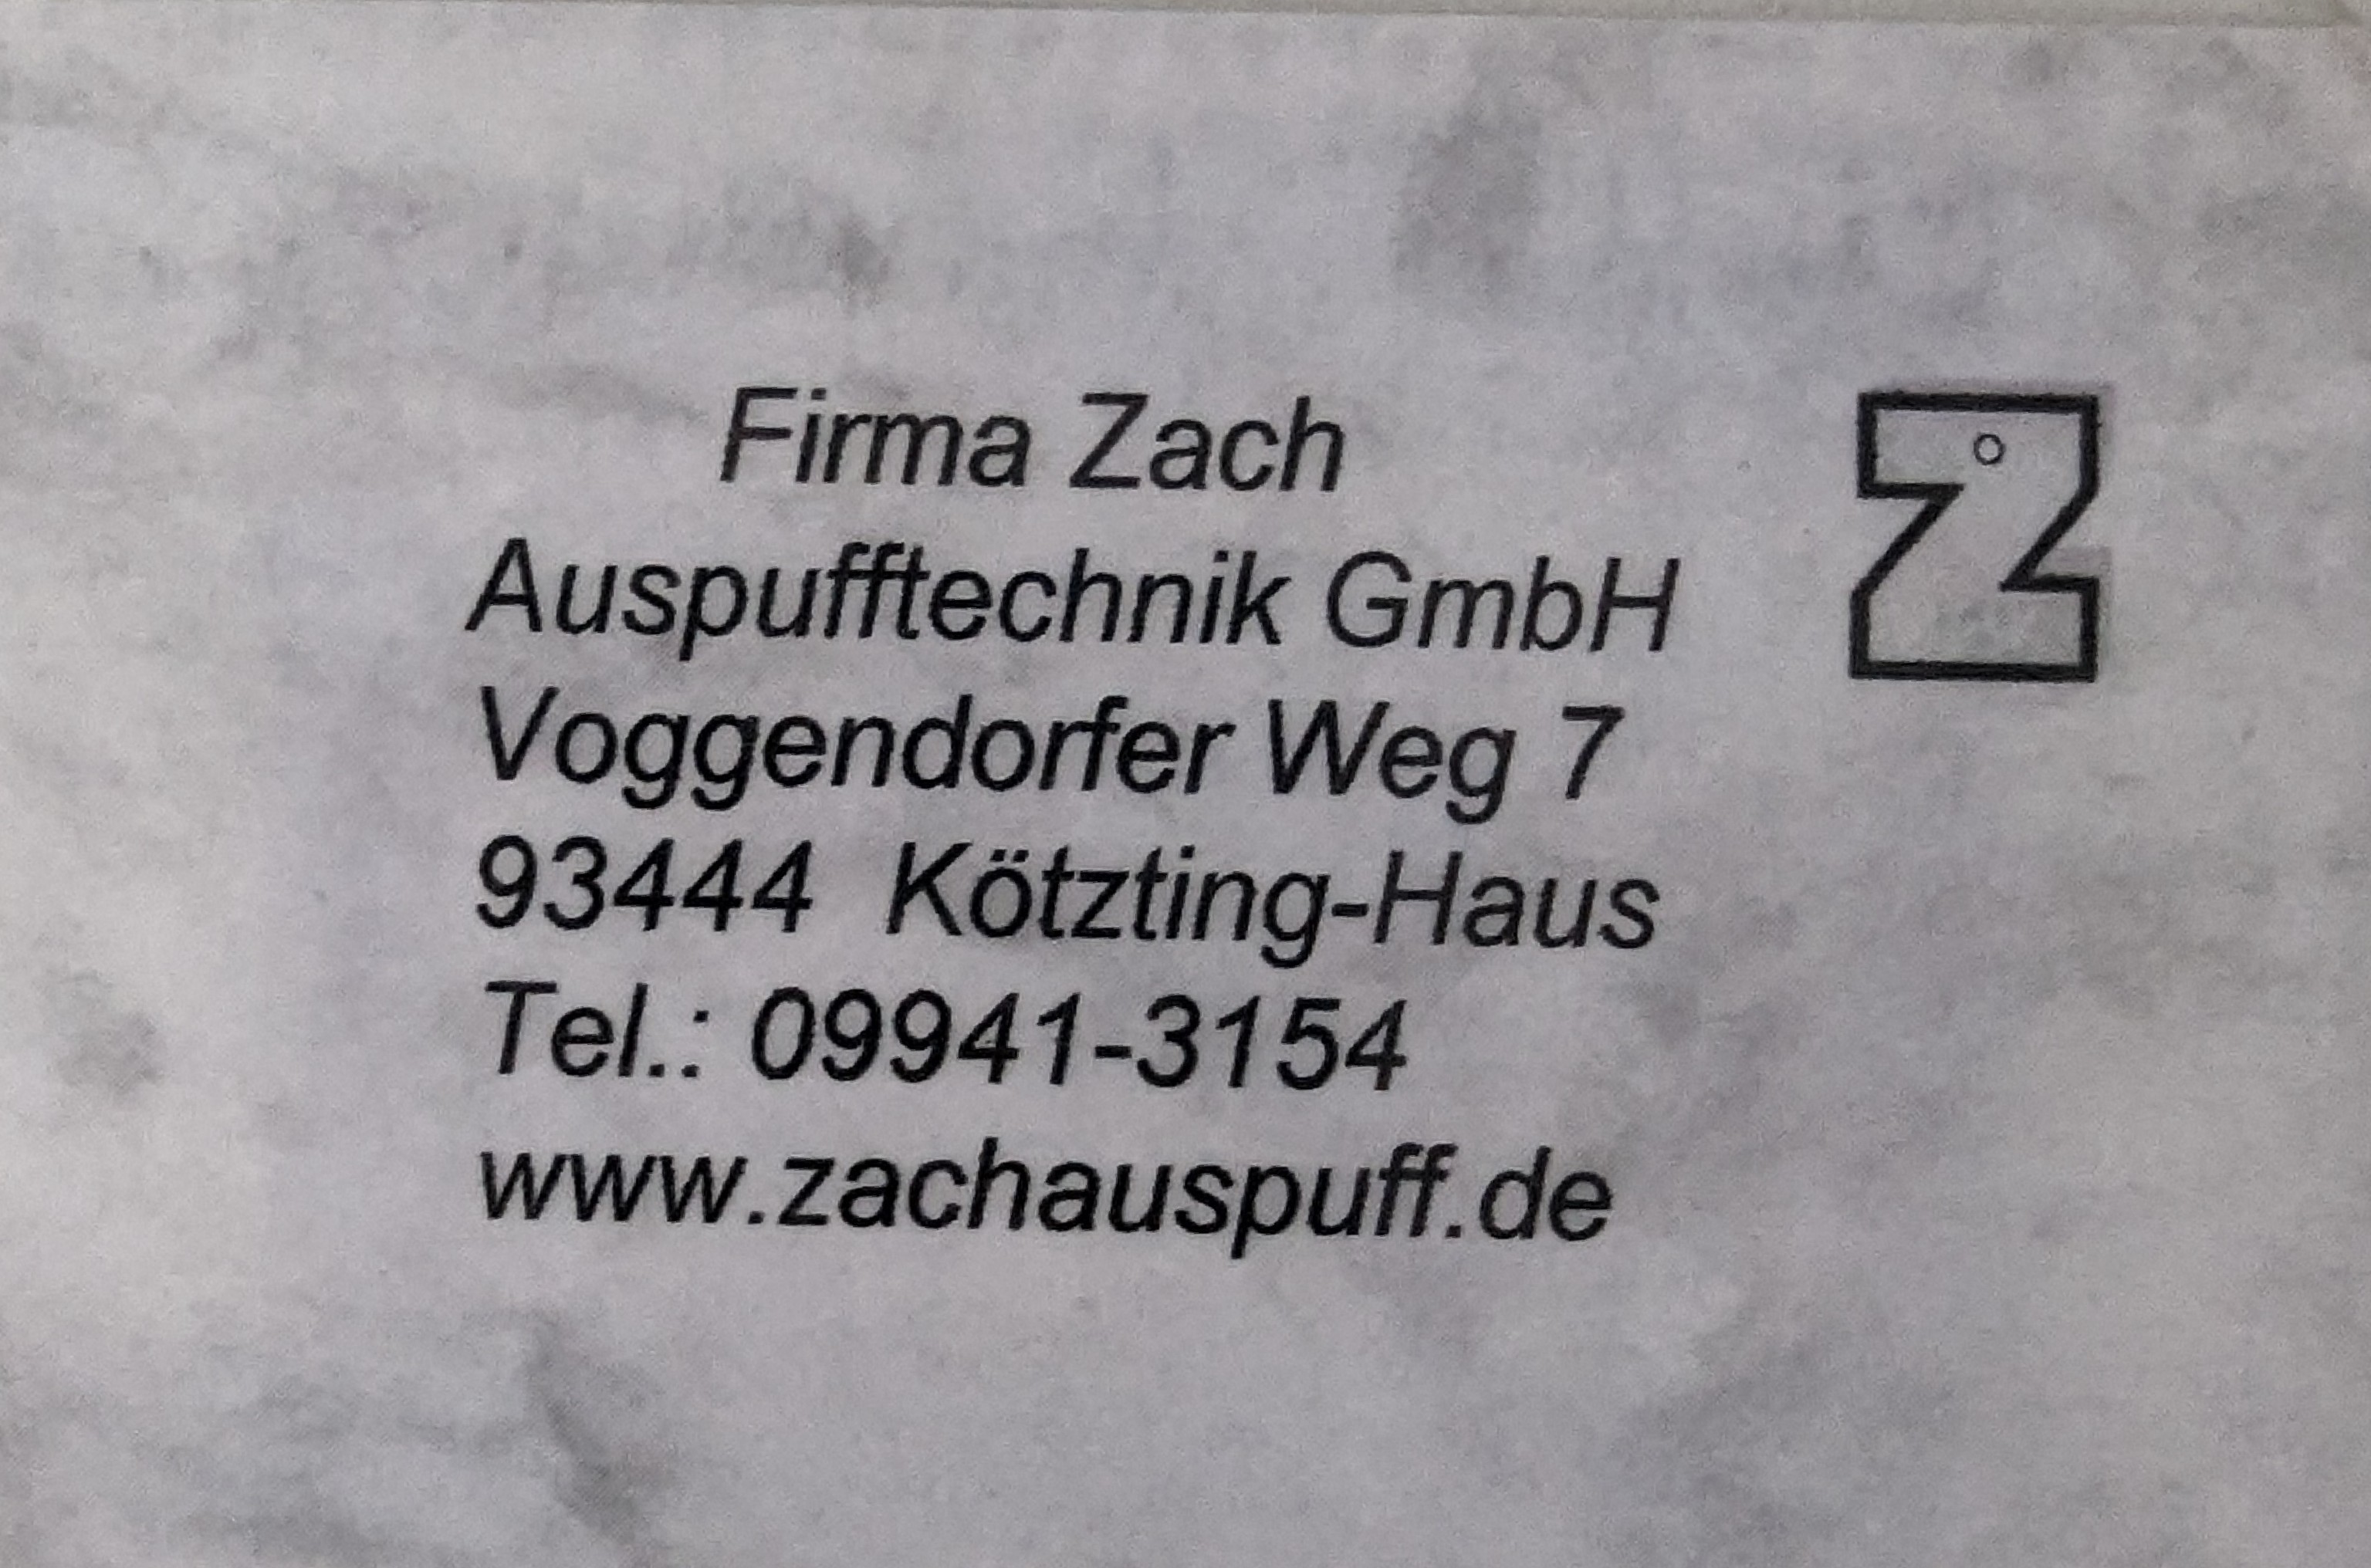 Firma Zach
Auspufftechnik GmbH
Voggendorfer Weg 7
93444  Kötzting-Haus
Tel.: 09941-3154
www.zachauspuff.de
Z